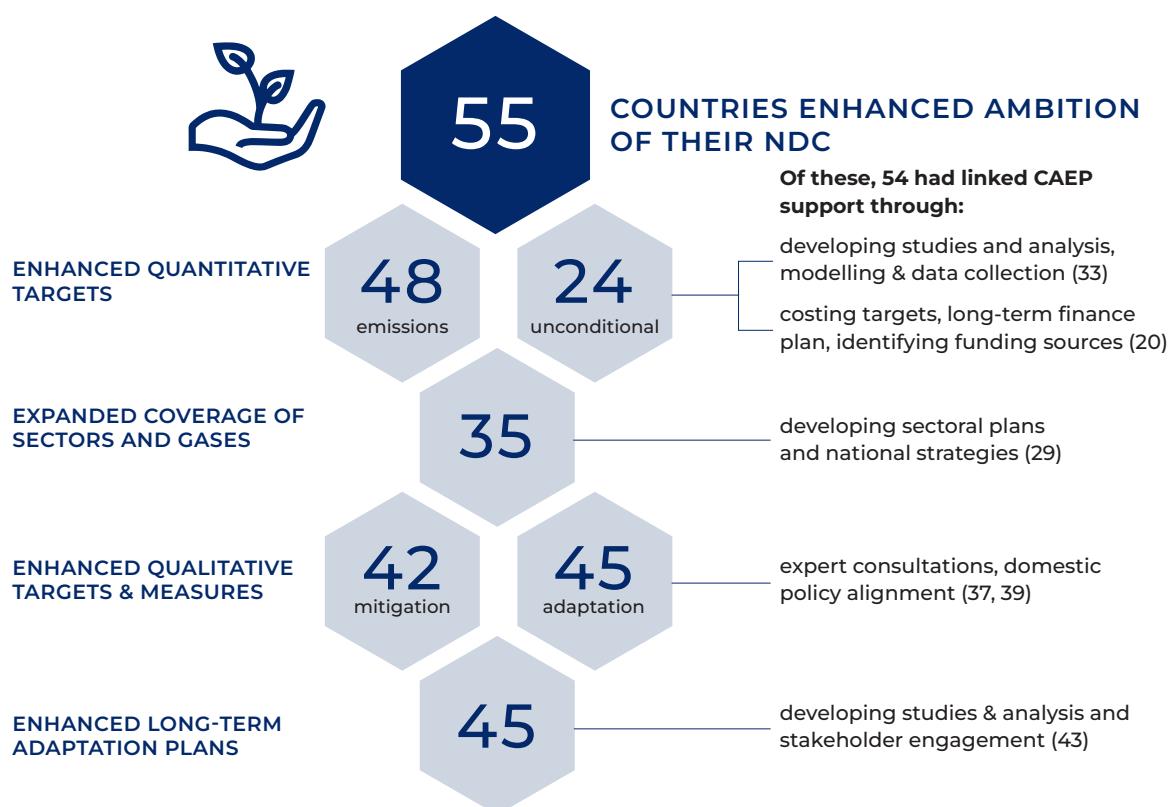 55
COUNTRIES ENHANCED AMBITION
OF THEIR NDC
Of these, 54 had linked CAEP
support through:
ENHANCED QUANTITATIVE
TARGETS
48
emissions
24
unconditional
developing studies and analysis,
modelling & data collection (33)
costing targets, long-term finance
plan, identifying funding sources (20)
EXPANDED COVERAGE OF
SECTORS AND GASES
35
developing sectoral plans
and national strategies (29)
ENHANCED QUALITATIVE
TARGETS & MEASURES
42
mitigation
45
adaptation
expert consultations, domestic
policy alignment (37, 39)
ENHANCED LONG-TERM
ADAPTATION PLANS
45
developing studies & analysis and
stakeholder engagement (43)